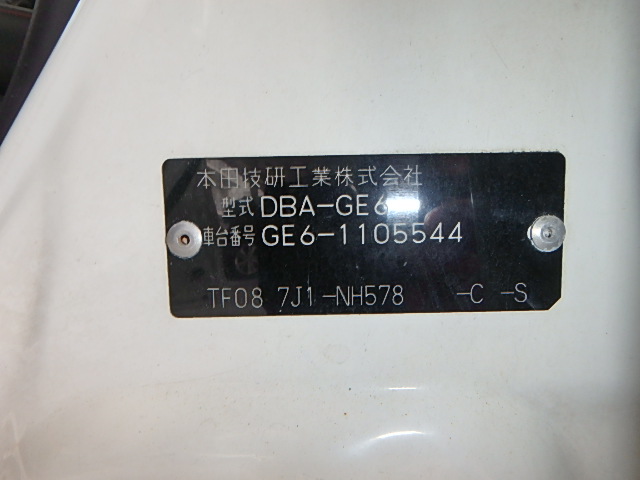 本田技研工業株式会社
型式 DBA-GE6
車台番号 GE6-1105544
TF08 7J1-NH578 -C -S